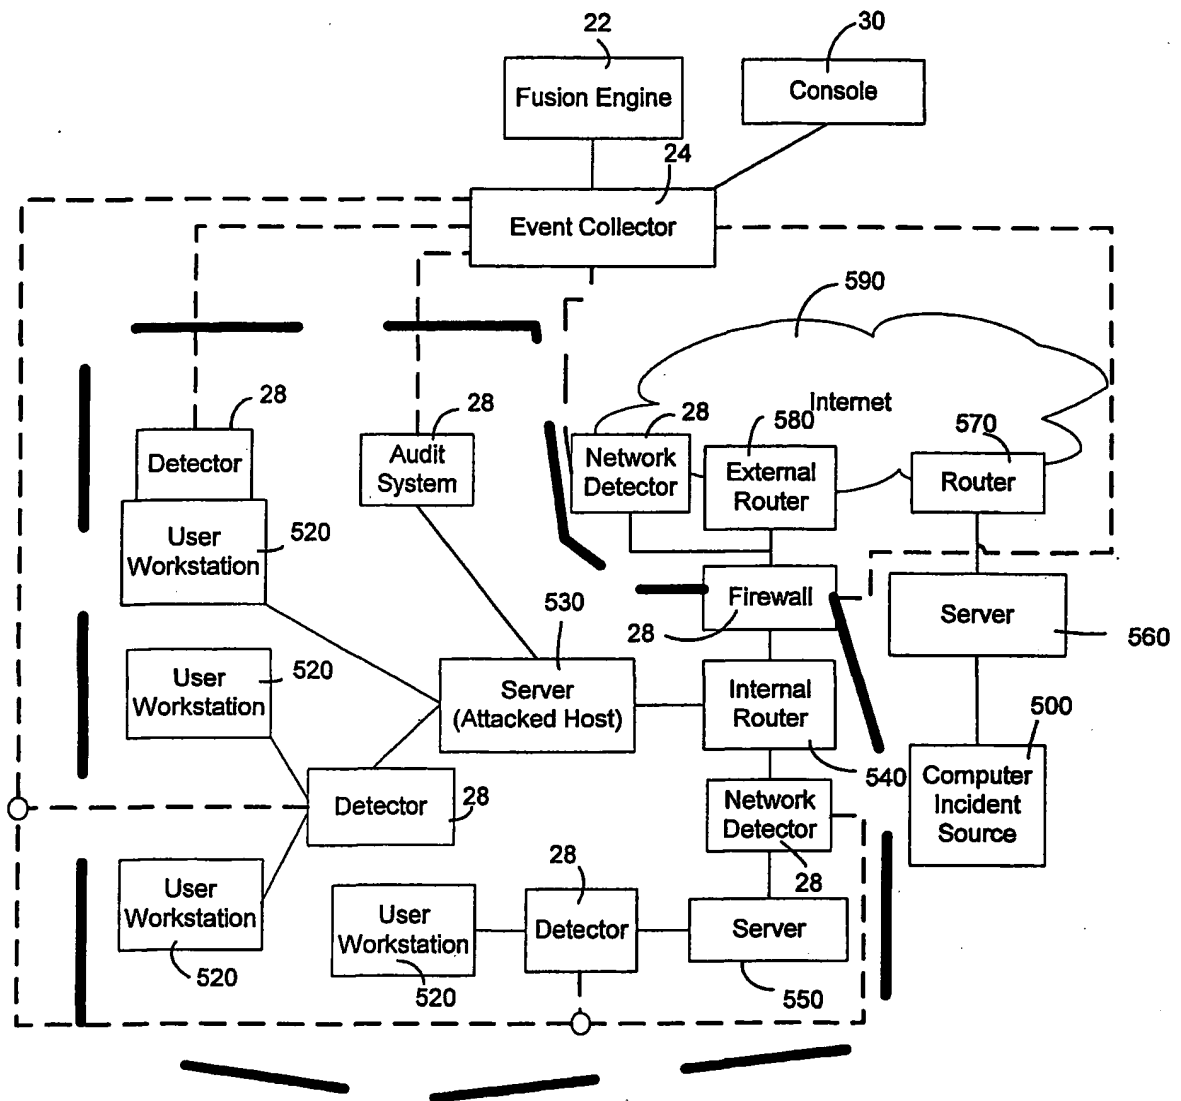 22
30
Fusion Engine
Console
24
Event Collector
590
Internet
28
28
28
580
570
Detector
Audit
System
Network
Detector
External
Router
Router
User
Workstation
520
Firewall
28
Server
560
530
User
Workstation
520
Server
(Attacked Host)
Internal
Router
540
500
Computer
Incident
Source
Detector
28
Network
Detector
28
28
User
Workstation
520
User
Workstation
520
Detector
Server
550